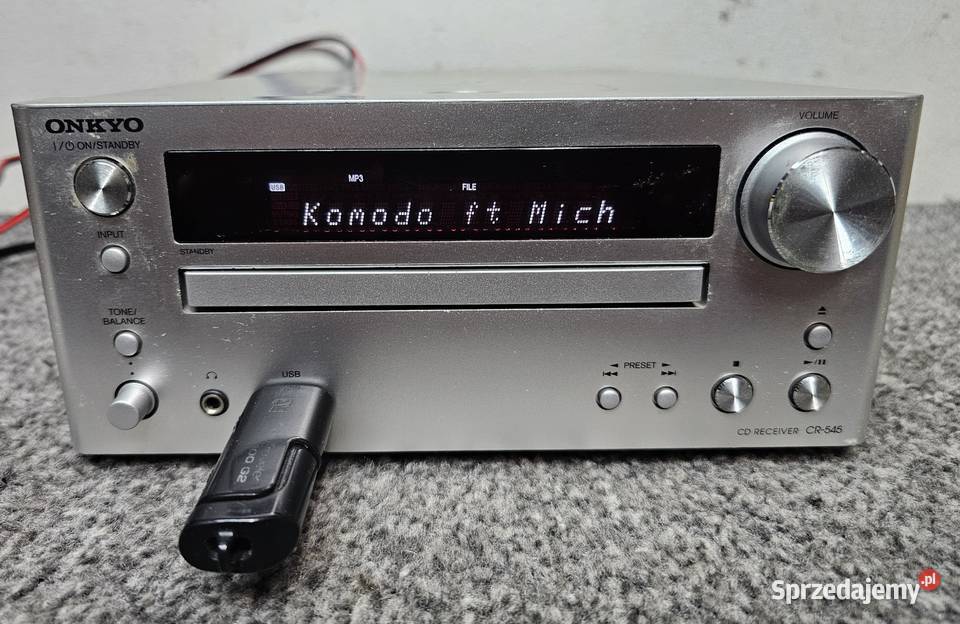 ONKYO
ON/STANDBY
VOLUME
MP3
USB
FILE
Komodo ft Mich
INPUT
STANDBY
TONE/
BALANCE
USB
PRESET
CD RECEIVER CR-545
Sprzedajemy.pl